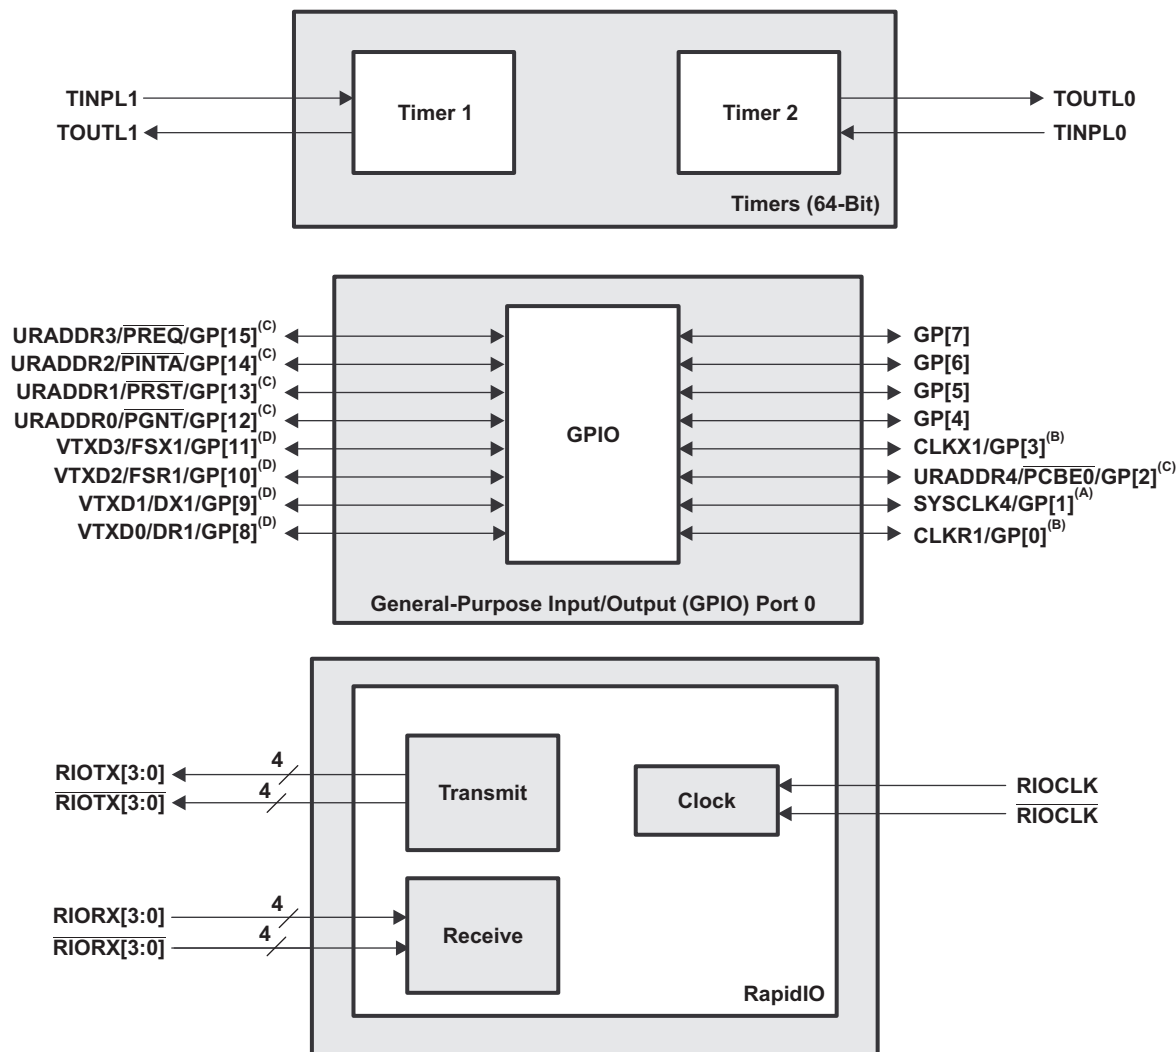 TINPL1
TOUTL1
Timer 1
Timer 2
TOUTL0
TINPL0
Timers (64-Bit)
URADDR3/PREQ/GP[15](C)
URADDR2/PINTA/GP[14](C)
URADDR1/PRST/GP[13](C)
URADDR0/PGNT/GP[12](C)
VTXD3/FSX1/GP[11](D)
VTXD2/FSR1/GP[10](D)
VTXD1/DX1/GP[9](D)
VTXD0/DR1/GP[8](D)
GPIO
GP[7]
GP[6]
GP[5]
GP[4]
CLKX1/GP[3](B)
URADDR4/PCBE0/GP[2](C)
SYSCLK4/GP[1](A)
CLKR1/GP[0](B)
General-Purpose Input/Output (GPIO) Port 0
RIOTX[3:0]
4
RIOTX[3:0]
4
Transmit
Clock
RIOCLK
RIOCLK
RIORX[3:0]
4
RIORX[3:0]
4
Receive
RapidIO